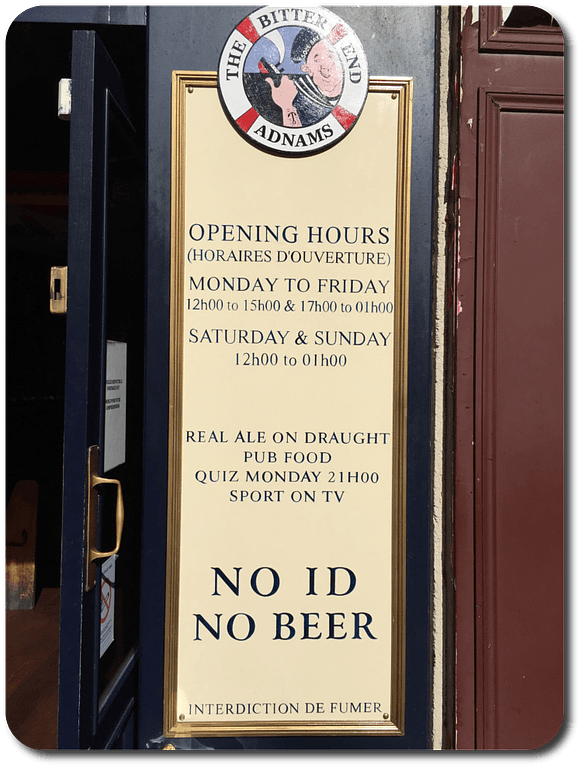 THE BITTER END
ADNAMS
OPENING HOURS
(HORAIRES D'OUVERTURE)
MONDAY TO FRIDAY
12h00 to 15h00 & 17h00 to 01h00
SATURDAY & SUNDAY
12h00 to 01h00
REAL ALE ON DRAUGHT
PUB FOOD
QUIZ MONDAY 21H00
SPORT ON TV
NO ID
NO BEER
INTERDICTION DE FUMER